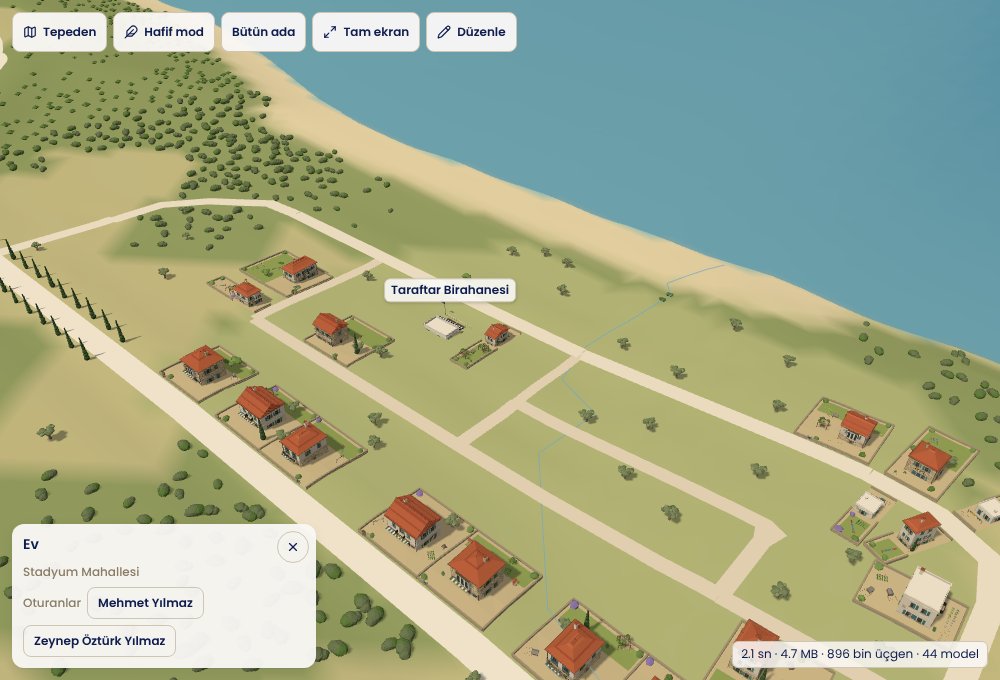 Tepeden
Hafif mod
Bütün ada
Tam ekran
Düzenle
Taraftar Birahanesi
Ev
Stadyum Mahallesi
Oturanlar Mehmet Yılmaz
Zeynep Öztürk Yılmaz
2.1 sn · 4.7 MB · 896 bin üçgen · 44 model